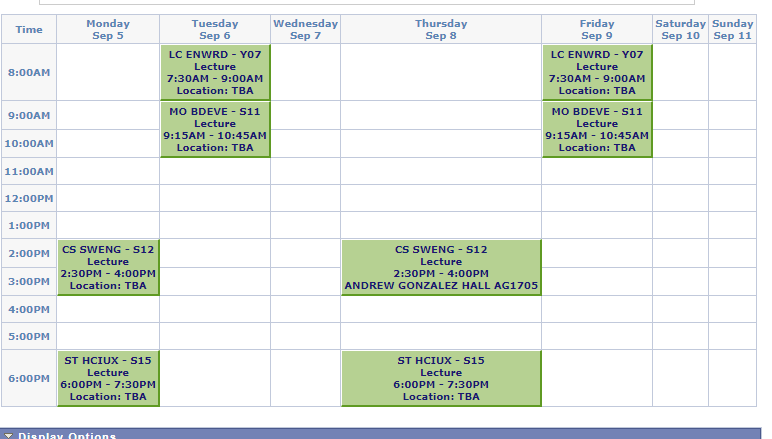 Time
Monday
Sep 5
Tuesday
Sep 6
Wednesday
Sep 7
Thursday
Sep 8
Friday
Sep 9
Saturday
Sep 10
Sunday
Sep 11
8:00AM
LC ENWRD - Y07
Lecture
7:30AM - 9:00AM
Location: TBA
LC ENWRD - Y07
Lecture
7:30AM - 9:00AM
Location: TBA
9:00AM
MO BDEVE - S11
Lecture
9:15AM - 10:45AM
Location: TBA
MO BDEVE - S11
Lecture
9:15AM - 10:45AM
Location: TBA
10:00AM
11:00AM
12:00PM
1:00PM
2:00PM
CS SWENG - S12
Lecture
2:30PM - 4:00PM
Location: TBA
CS SWENG - S12
Lecture
2:30PM - 4:00PM
ANDREW GONZALEZ HALL AG1705
3:00PM
4:00PM
5:00PM
6:00PM
ST HCIUX - S15
Lecture
6:00PM - 7:30PM
Location: TBA
ST HCIUX - S15
Lecture
6:00PM - 7:30PM
Location: TBA
Display Options